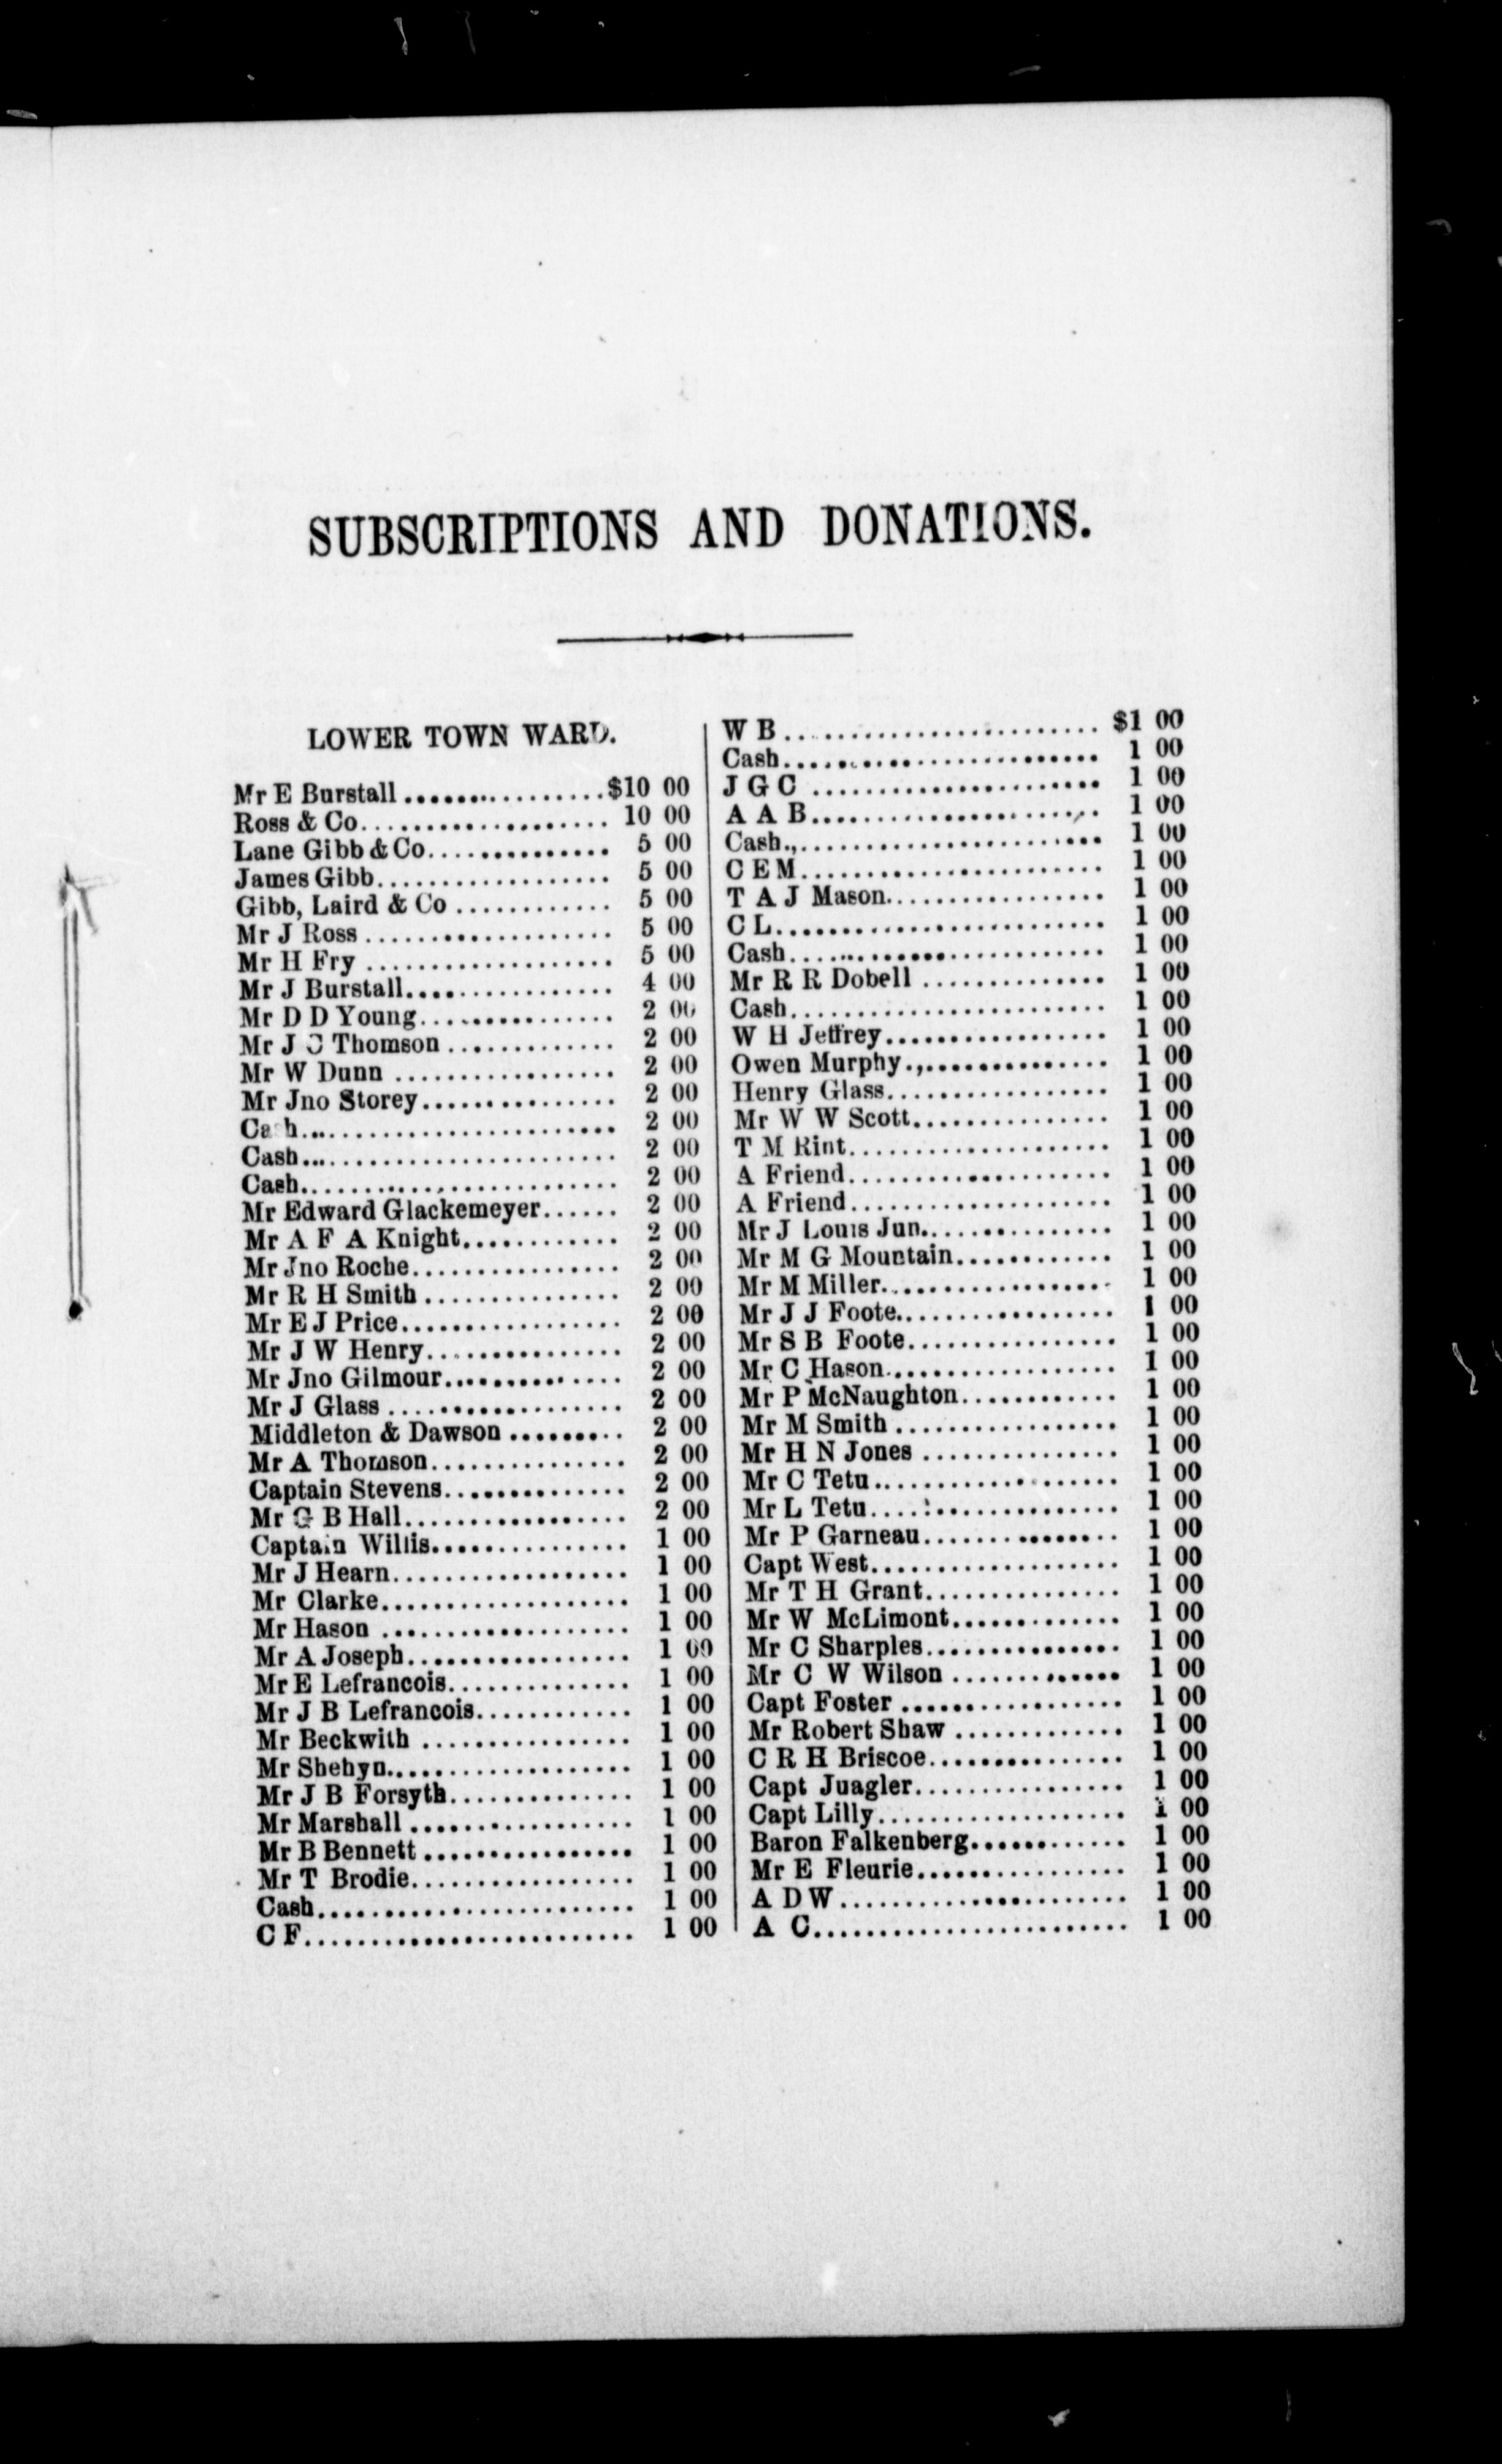 SUBSCRIPTIONS AND DONATIONS.
LOWER TOWN WARD.
Mr E Burstall ................$10 00
Ross & Co................... 10 00
Lane Gibb & Co.............. 5 00
James Gibb.................. 5 00
Gibb, Laird & Co ............ 5 00
Mr J Ross ................... 5 00
Mr H Fry ................... 5 00
Mr J Burstall................ 4 00
Mr D D Young............... 2 00
Mr J C Thomson ............. 2 00
Mr W Dunn ................. 2 00
Mr Jno Storey............... 2 00
Cash........................ 2 00
Cash........................ 2 00
Cash........................ 2 00
Mr Edward Glackemeyer...... 2 00
Mr A F A Knight............ 2 00
Mr Jno Roche................ 2 00
Mr R H Smith ............... 2 00
Mr E J Price................. 2 00
Mr J W Henry............... 2 00
Mr Jno Gilmour.............. 2 00
Mr J Glass .................. 2 00
Middleton & Dawson ......... 2 00
Mr A Thomson............... 2 00
Captain Stevens.............. 2 00
Mr G B Hall................. 2 00
Captain Willis............... 1 00
Mr J Hearn.................. 1 00
Mr Clarke................... 1 00
Mr Hason ................... 1 00
Mr A Joseph................. 1 00
Mr E Lefrancois.............. 1 00
Mr J B Lefrancois............ 1 00
Mr Beckwith ................ 1 00
Mr Shehyn................... 1 00
Mr J B Forsyth.............. 1 00
Mr Marshall ................. 1 00
Mr B Bennett ................ 1 00
Mr T Brodie................. 1 00
Cash........................ 1 00
C F......................... 1 00
W B........................ $1 00
Cash........................ 1 00
J G C ...................... 1 00
A A B...................... 1 00
Cash.,....................... 1 00
C E M....................... 1 00
T A J Mason................. 1 00
C L......................... 1 00
Cash........................ 1 00
Mr R R Dobell .............. 1 00
Cash........................ 1 00
W H Jeffrey................. 1 00
Owen Murphy.,.............. 1 00
Henry Glass................. 1 00
Mr W W Scott............... 1 00
T M Rint.................... 1 00
A Friend.................... 1 00
A Friend.................... 1 00
Mr J Louis Jun............... 1 00
Mr M G Mountain............ 1 00
Mr M Miller.................. 1 00
Mr J J Foote................. 1 00
Mr S B Foote................ 1 00
Mr C Hason.................. 1 00
Mr P McNaughton............ 1 00
Mr M Smith ................. 1 00
Mr H N Jones ............... 1 00
Mr C Tetu................... 1 00
Mr L Tetu................... 1 00
Mr P Garneau............... 1 00
Capt West................... 1 00
Mr T H Grant............... 1 00
Mr W McLimont............. 1 00
Mr C Sharples............... 1 00
Mr C W Wilson ............. 1 00
Capt Foster ................. 1 00
Mr Robert Shaw ............. 1 00
C R H Briscoe............... 1 00
Capt Juagler................ 1 00
Capt Lilly................... 1 00
Baron Falkenberg............ 1 00
Mr E Fleurie................ 1 00
A D W...................... 1 00
A C........................ 1 00